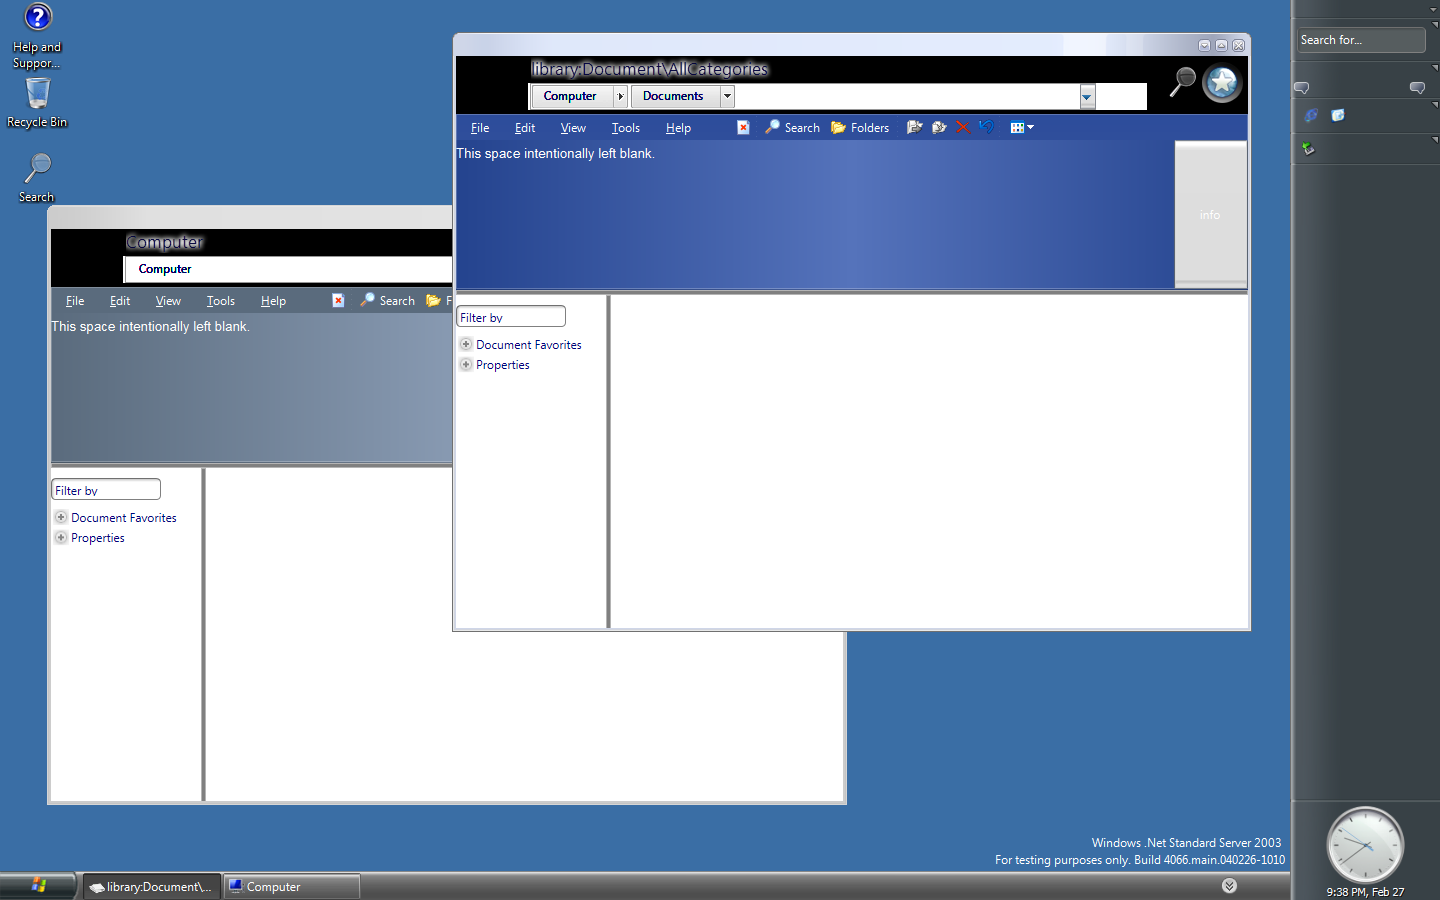 Help and
Suppor...
Recycle Bin
Search
library:Document\AllCategories
Computer
Documents
File
Edit
View
Tools
Help
Search
Folders
This space intentionally left blank.
info
Filter by
Document Favorites
Properties
Computer
Computer
File
Edit
View
Tools
Help
Search
F
This space intentionally left blank.
Filter by
Document Favorites
Properties
Search for...
Windows .Net Standard Server 2003
For testing purposes only. Build 4066.main.040226-1010
library:Document\...
Computer
9:38 PM, Feb 27